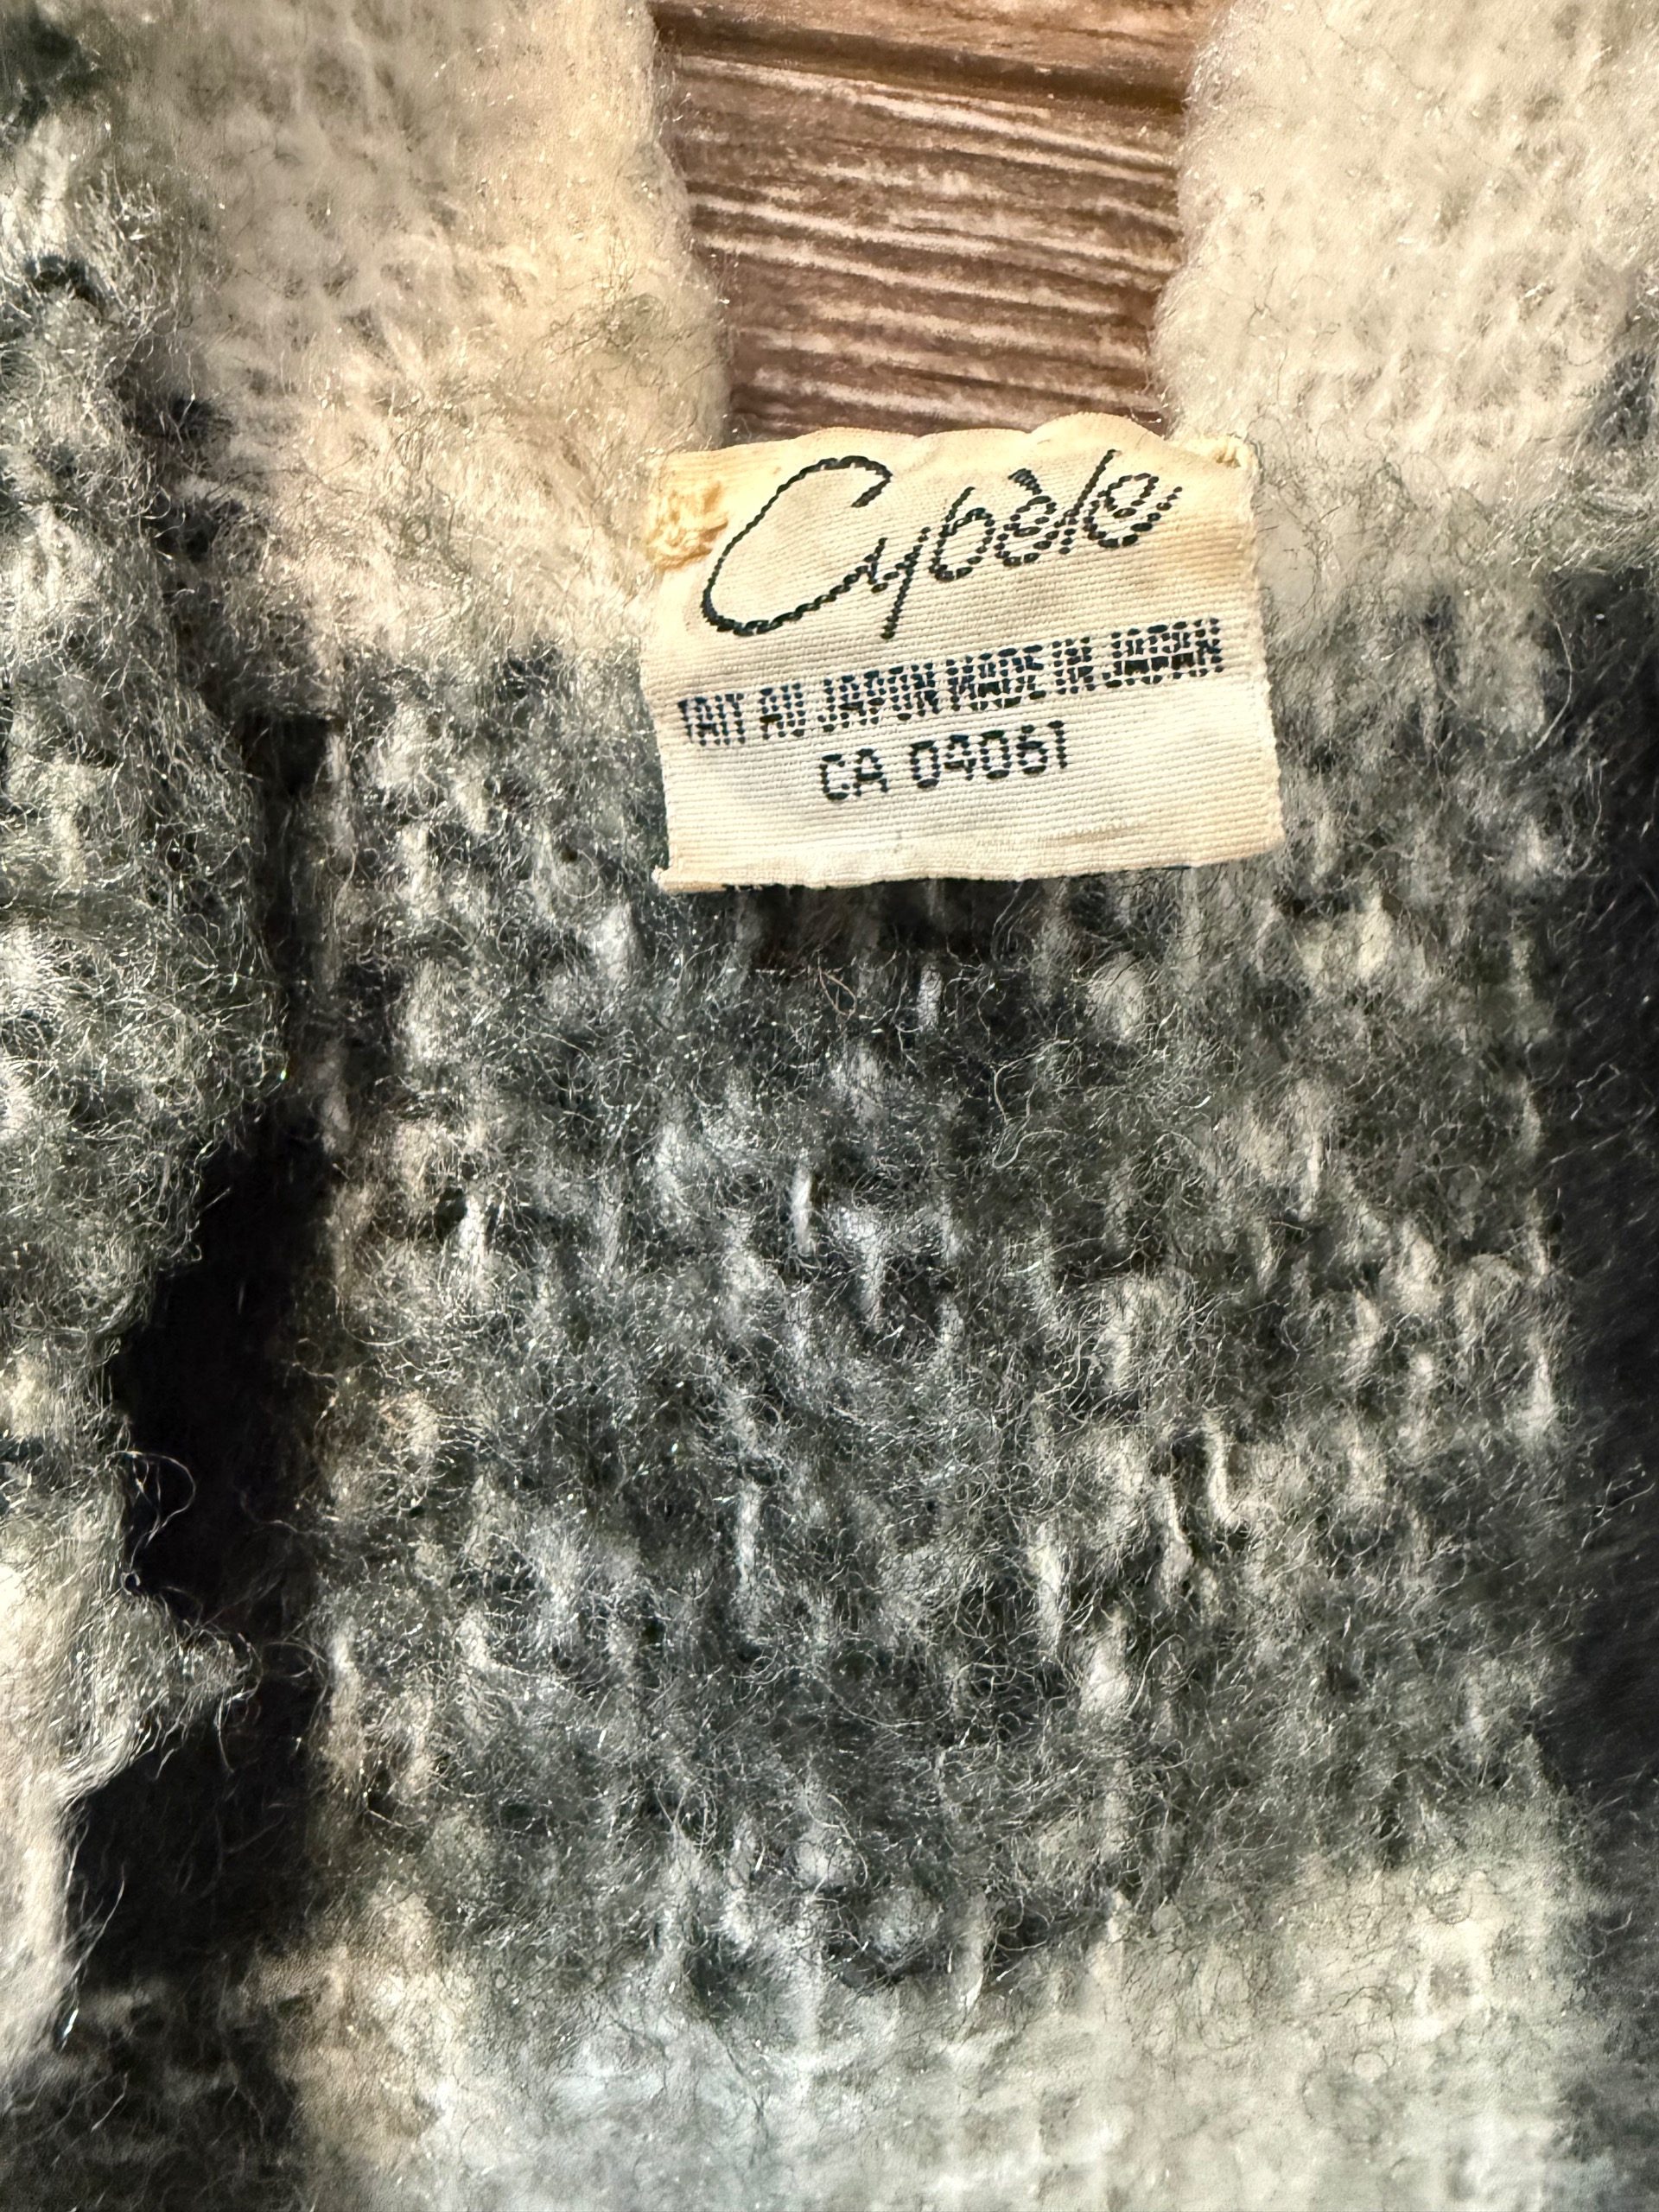 Cybèle
FAIT AU JAPON MADE IN JAPAN
CA 04061